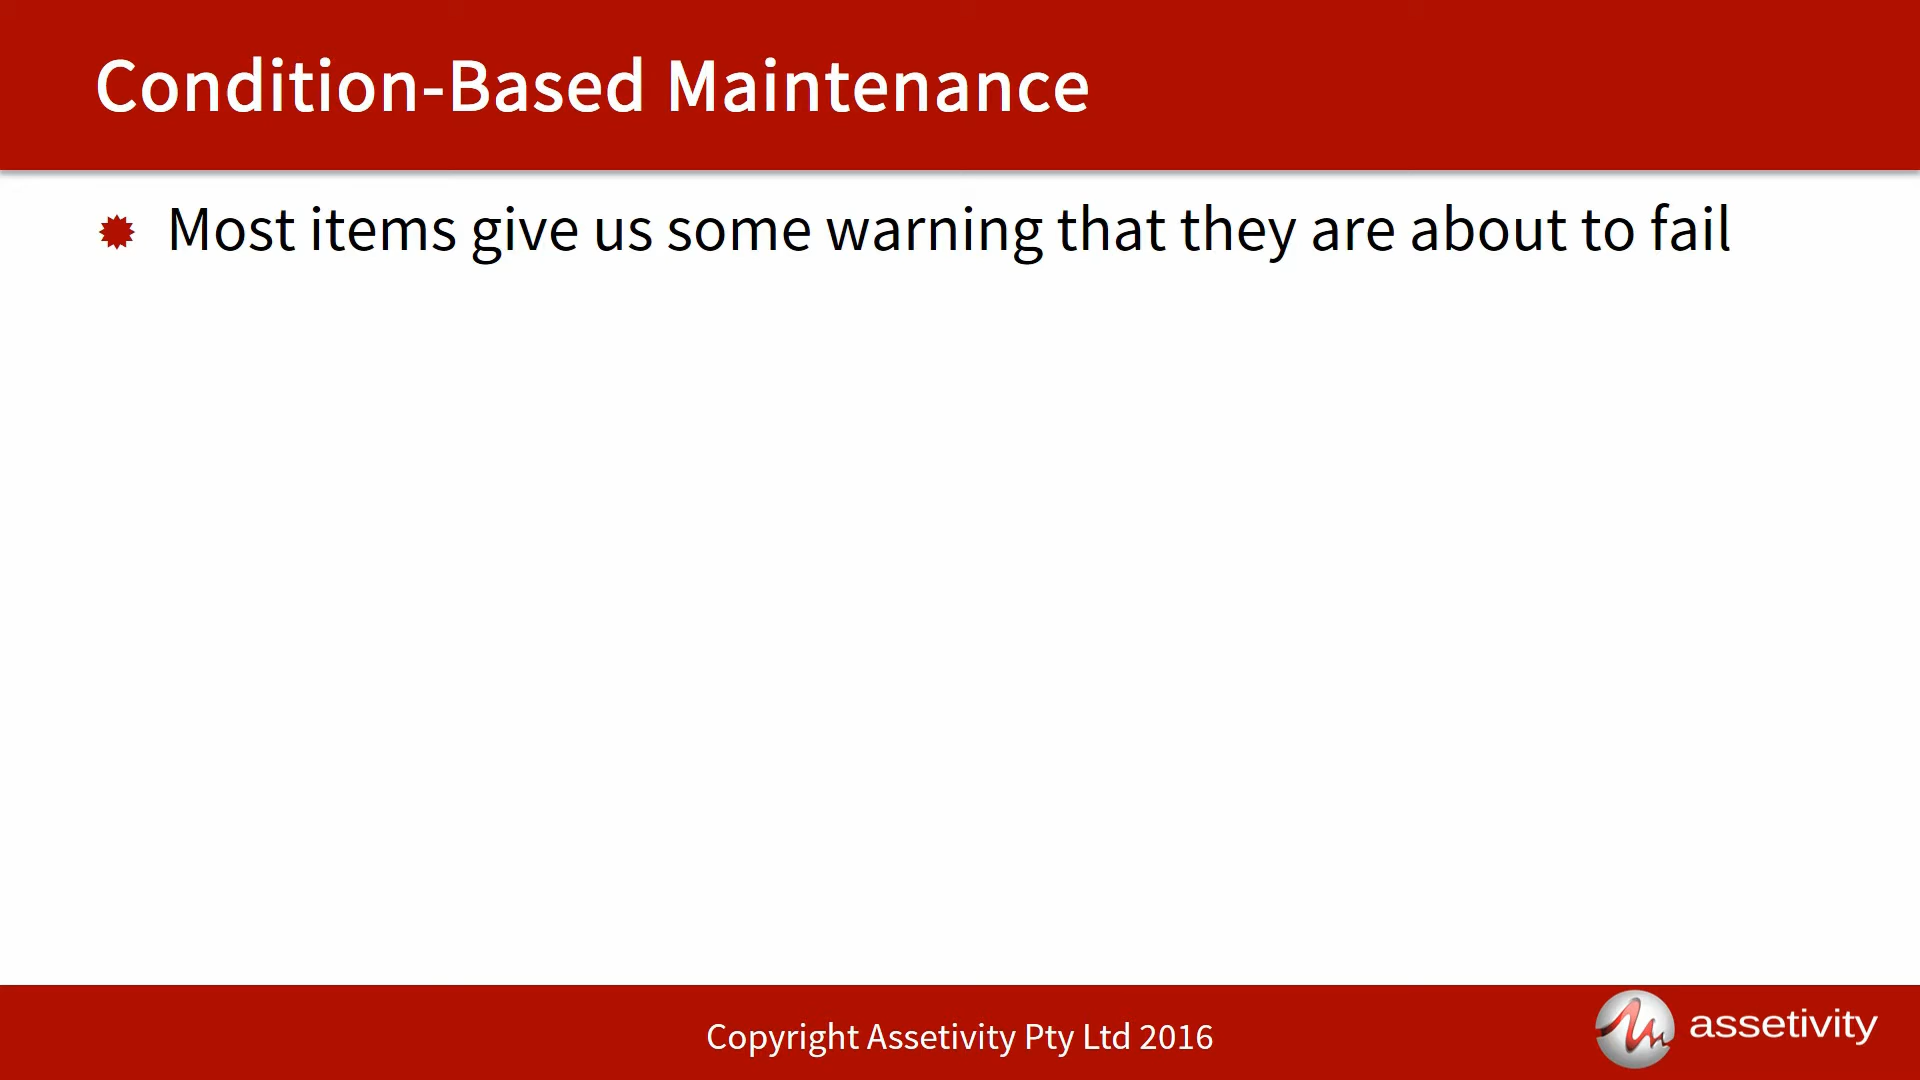 Condition-Based Maintenance
Most items give us some warning that they are about to fail
Copyright Assetivity Pty Ltd 2016
assetivity